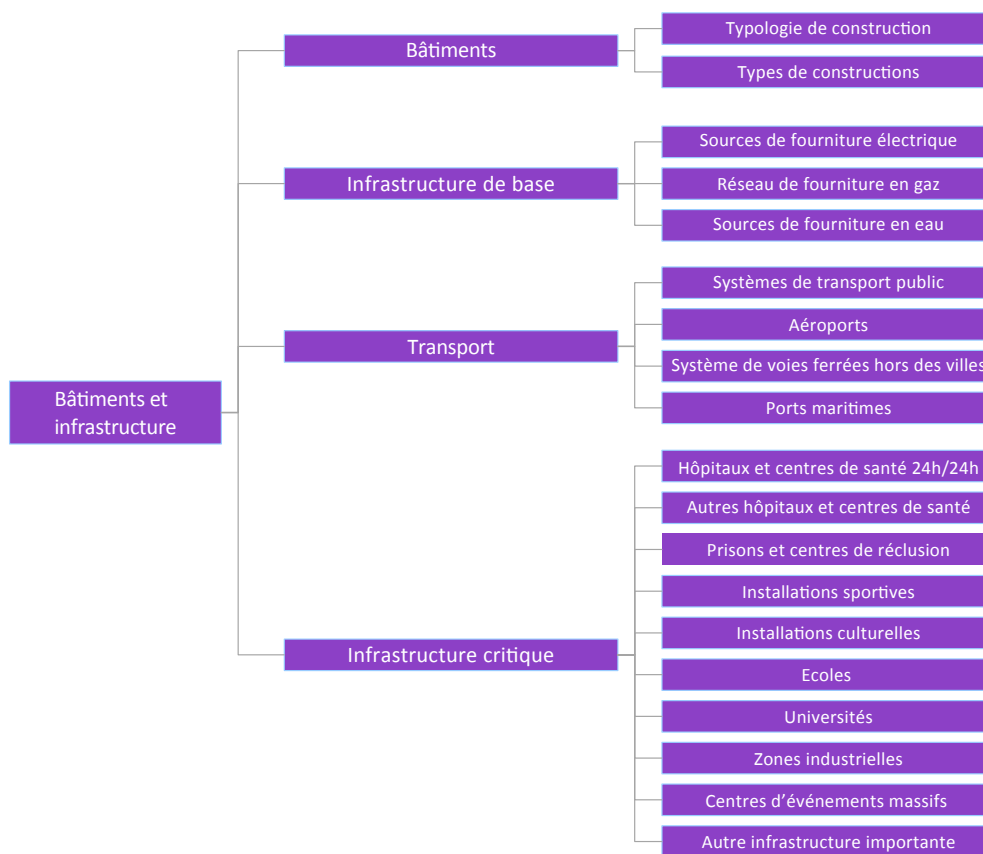 Bâtiments et
infrastructure
Bâtiments
Typologie de construction
Types de constructions
Infrastructure de base
Sources de fourniture électrique
Réseau de fourniture en gaz
Sources de fourniture en eau
Transport
Systèmes de transport public
Aéroports
Système de voies ferrées hors des villes
Ports maritimes
Infrastructure critique
Hôpitaux et centres de santé 24h/24h
Autres hôpitaux et centres de santé
Prisons et centres de réclusion
Installations sportives
Installations culturelles
Ecoles
Universités
Zones industrielles
Centres d’événements massifs
Autre infrastructure importante